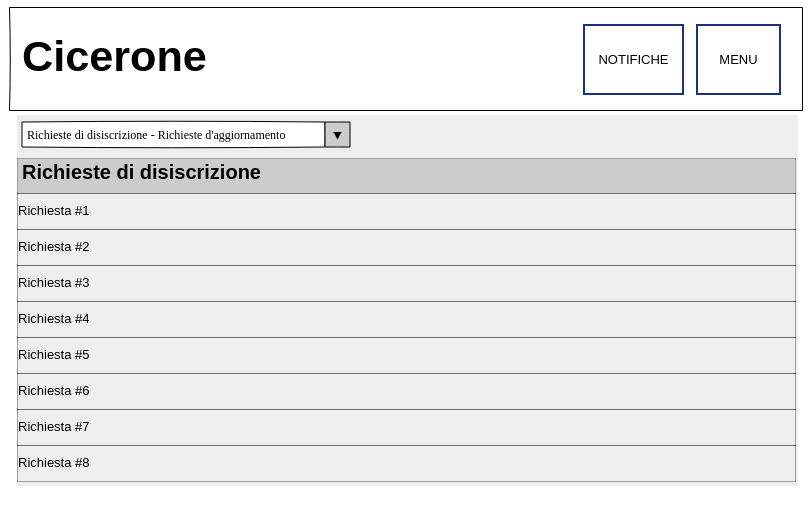 Cicerone
NOTIFICHE
MENU
Richieste di disiscrizione - Richieste d'aggiornamento
Richieste di disiscrizione
Richiesta #1
Richiesta #2
Richiesta #3
Richiesta #4
Richiesta #5
Richiesta #6
Richiesta #7
Richiesta #8